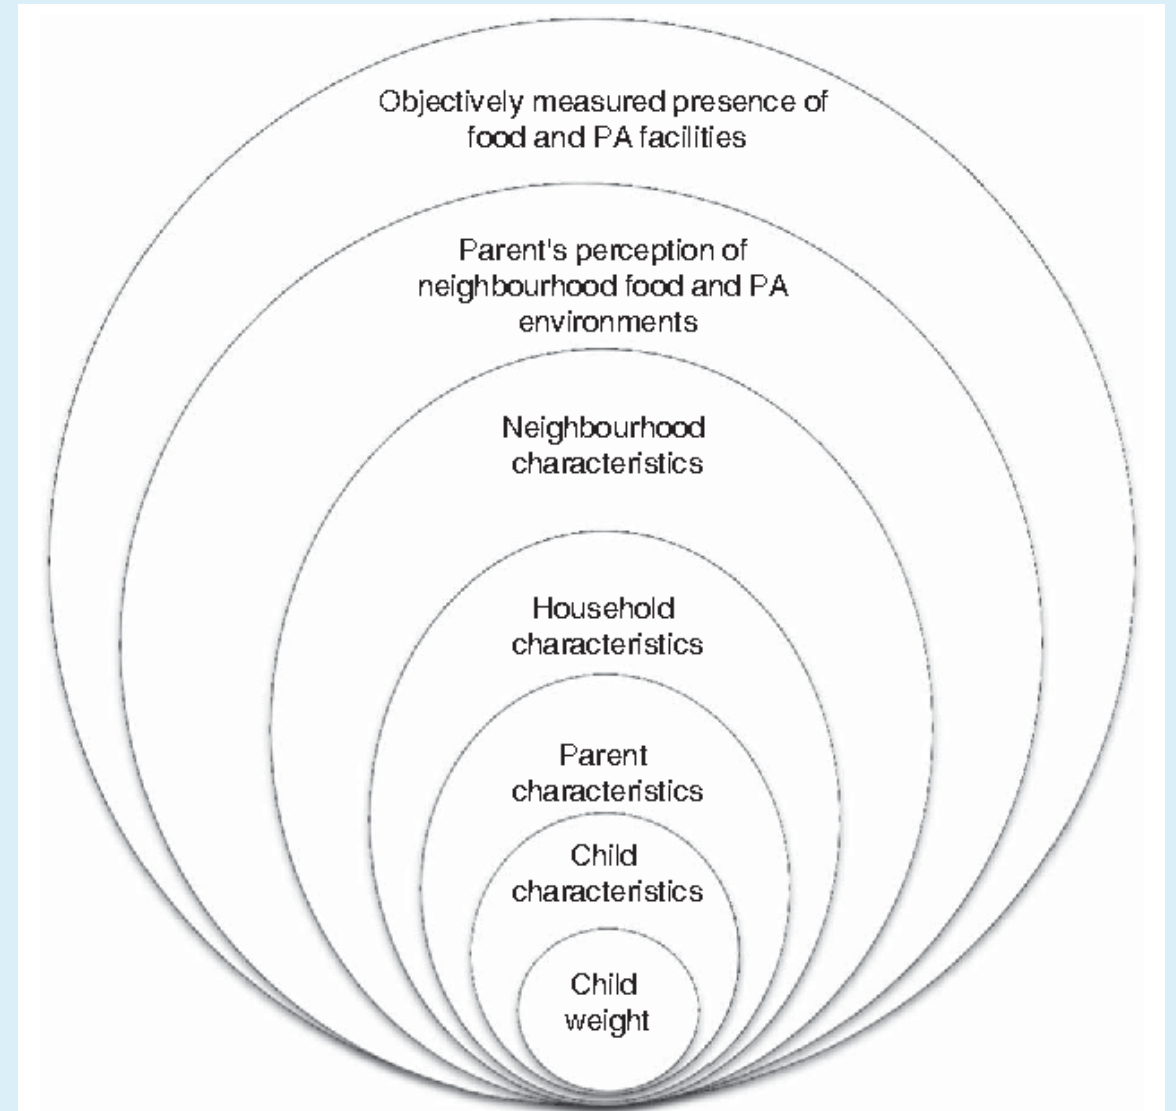 Objectively measured presence of
food and PA facilities
Parent's perception of
neighbourhood food and PA
environments
Neighbourhood
characteristics
Household
characteristics
Parent
characteristics
Child
characteristics
Child
weight